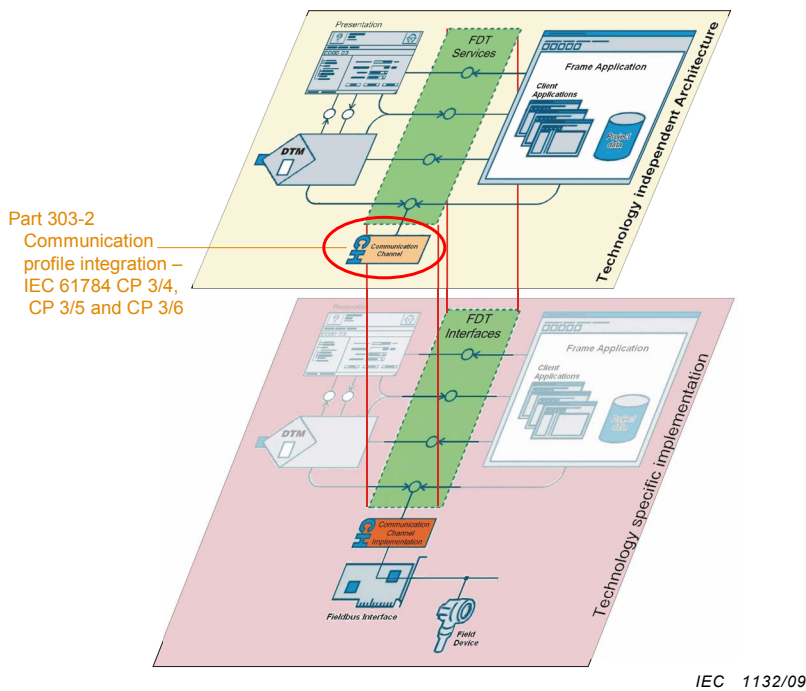 Presentation
FDT
Services
Frame Application
Client
Applications
Project
data
DTM
CH
Communication
Channel
Technology independent Architecture
Part 303-2
Communication
profile integration –
IEC 61784 CP 3/4,
CP 3/5 and CP 3/6
Presentation
FDT
Interfaces
Frame Application
Client
Applications
Project
data
DTM
CH
Communication
Channel
Implementation
Technology specific implementation
Fieldbus Interface
Field
Device
IEC 1132/09